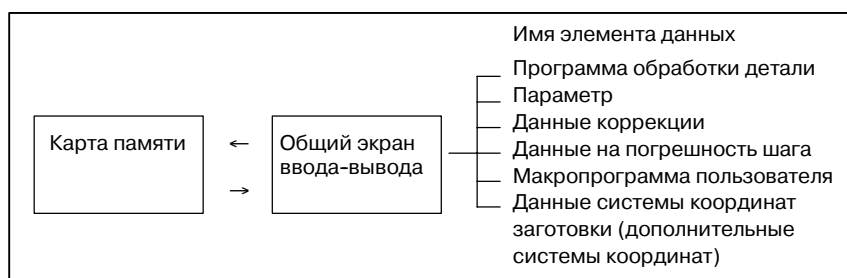 Имя элемента данных
Программа обработки детали
Параметр
Карта памяти
←
Общий экран
Данные коррекции
ввода-вывода
Данные на погрешность шага
→
Макропрограмма пользователя
Данные системы координат
заготовки (дополнительные
системы координат)